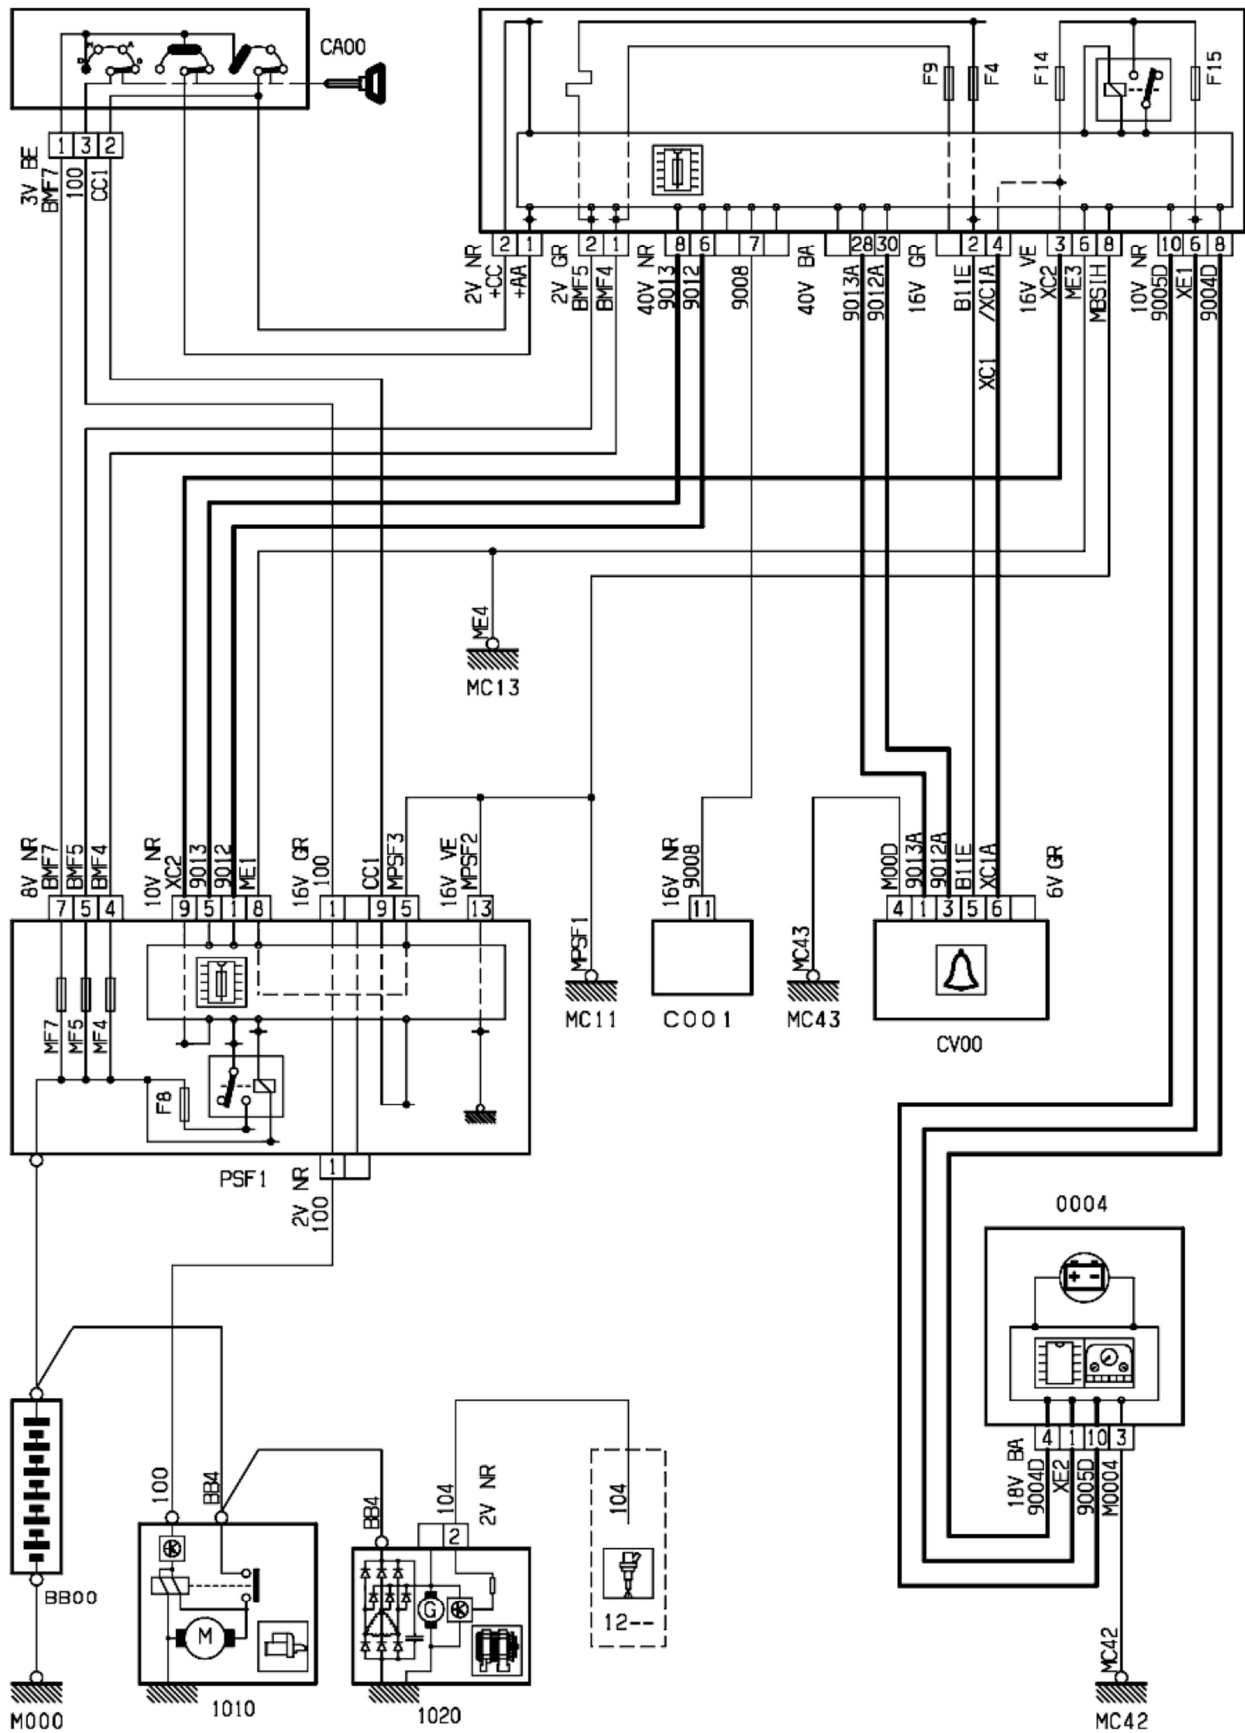 CA00
F9
F4
F14
F15
1 3 2
3V BE
BMF7
100
CC1
2 1
2 1
8 6
7
28 30
2 4
3 6 8
10 6 8
2V NR
+CC
+AA
2V GR
BMF5
BMF4
40V NR
9013
9012
9008
40V BA
9013A
9012A
16V GR
B11E
/XC1A
XC1
16V VE
XC2
ME3
MBSIH
10V NR
9005D
XE1
9004D
ME4
MC13
8V NR
BMF7
BMF5
BMF4
10V NR
XC2
9013
9012
ME1
16V GR
100
CC1
MPSF3
16V VE
MPSF2
16V NR
9008
M00D
9013A
9012A
B11E
XC1A
6V GR
7 5 4
9 5 1 8
1
9 5
13
11
4 1 3 5 6
MPSF1
MC11
C001
MC43
MC43
CV00
MF7
MF5
MF4
F8
PSF1
1
2V NR
100
0004
+ -
4 1 10 3
18V BA
9004D
XE2
9005D
M0004
MC42
MC42
100
BB4
BB4
104
2
2V NR
104
BB00
M000
M
1010
G
1020
12--